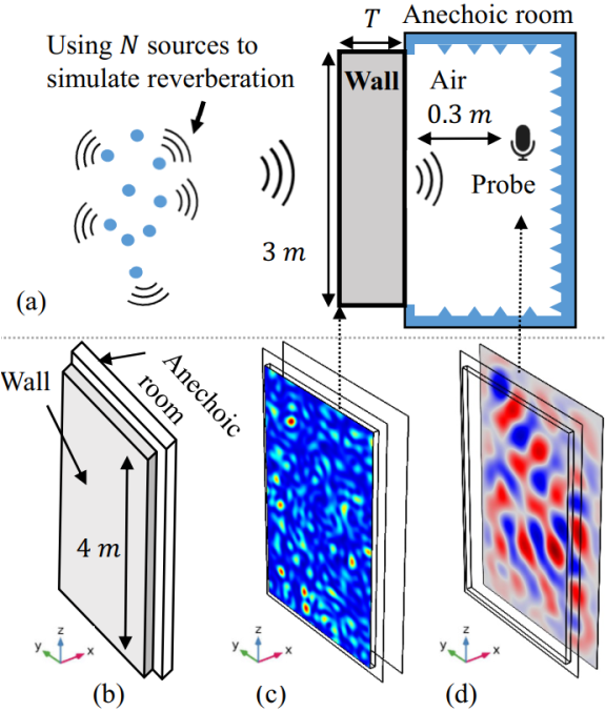 Using N sources to
simulate reverberation
T
Anechoic room
Wall
Air
0.3 m
Probe
3 m
(a)
Wall
Anechoic
room
4 m
z
y
x
z
y
x
z
y
x
(b)
(c)
(d)